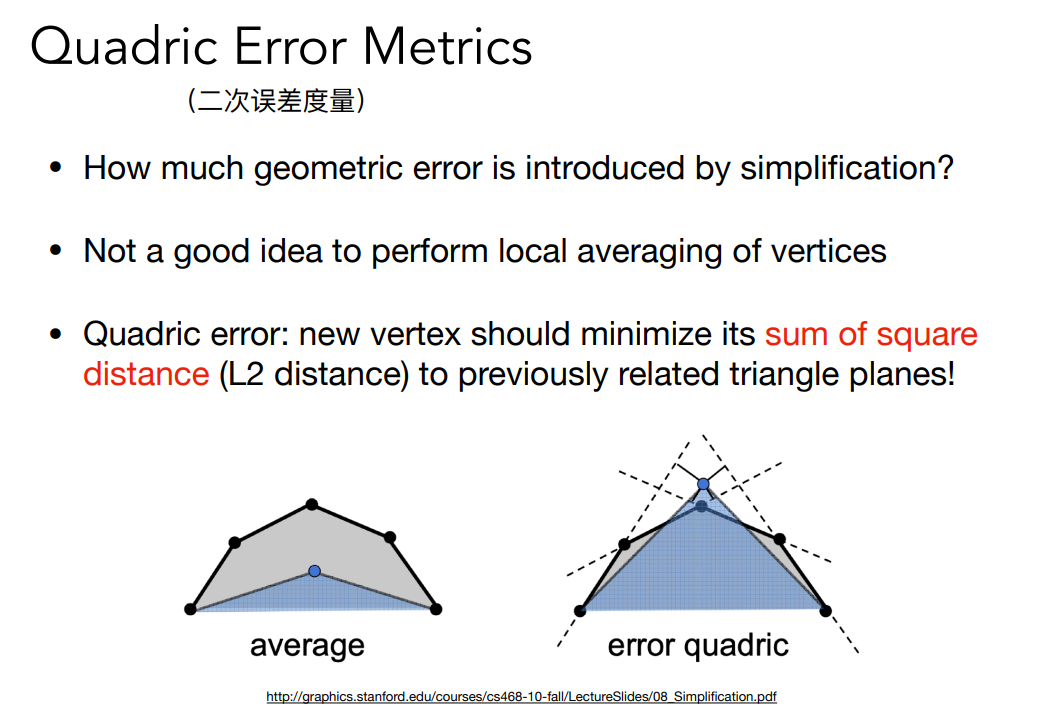 Quadric Error Metrics
(二次误差度量)
• How much geometric error is introduced by simplification?
• Not a good idea to perform local averaging of vertices
• Quadric error: new vertex should minimize its sum of square
distance (L2 distance) to previously related triangle planes!
average
error quadric
http://graphics.stanford.edu/courses/cs468-10-fall/LectureSlides/08_Simplification.pdf